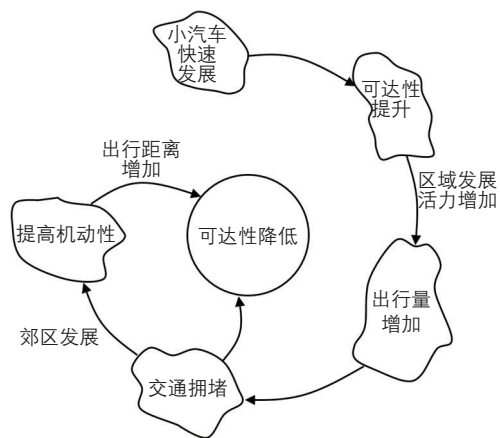 小汽车
快速
发展
可达性
提升
区域发展
活力增加
出行量
增加
交通拥堵
郊区发展
提高机动性
出行距离
增加
可达性降低